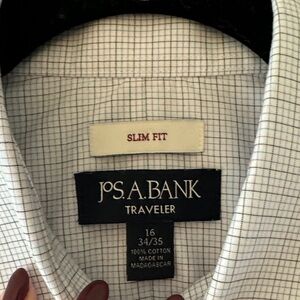 SLIM FIT
JOS.A.BANK
TRAVELER
16
34/35
100% COTTON
MADE IN
MADAGASCAR